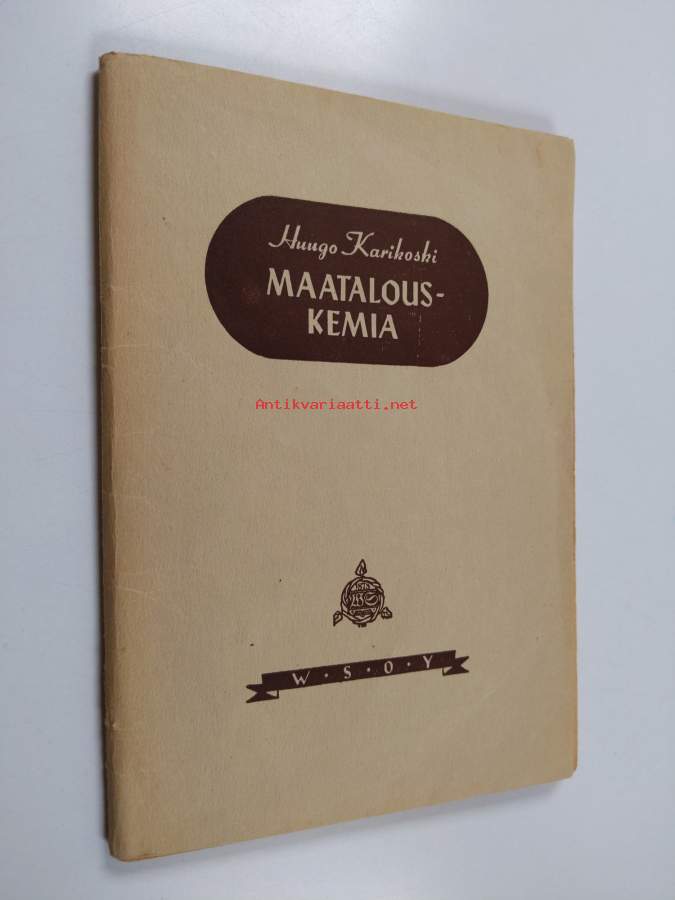 Huugo Karikoski
MAATALOUS-
KEMIA
Antikvariaatti.net
W·S·O·Y